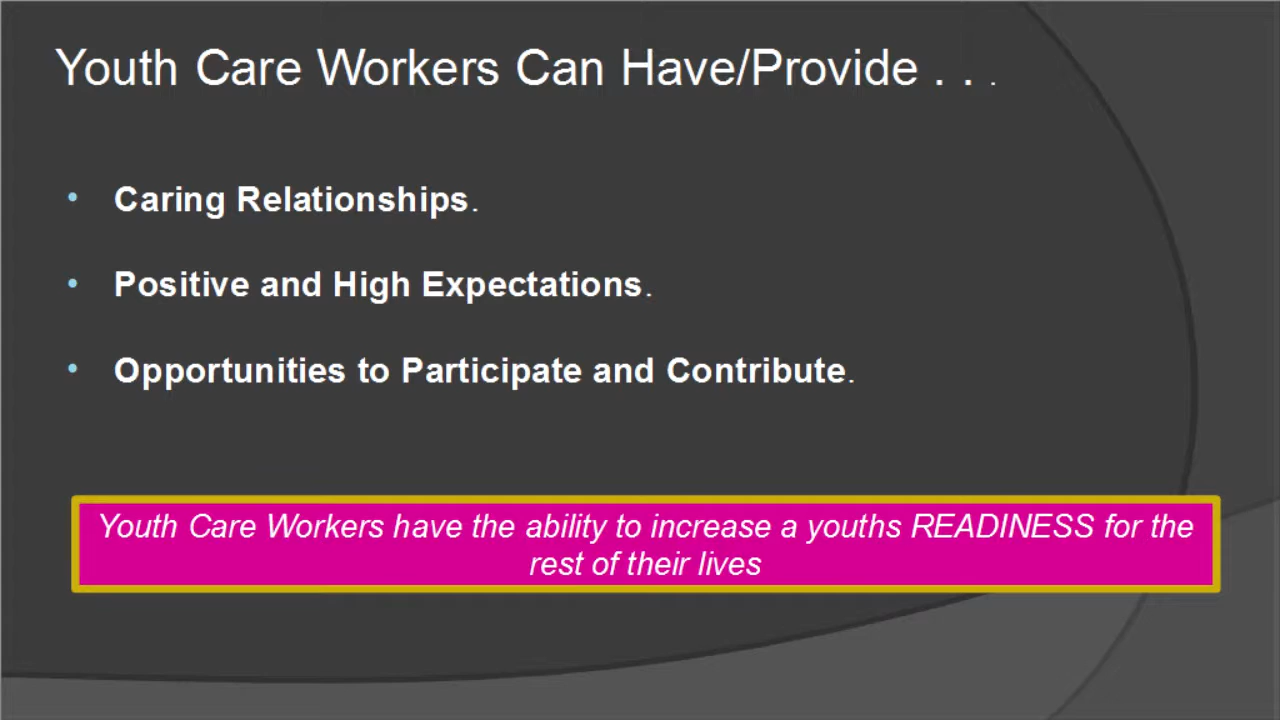 Youth Care Workers Can Have/Provide . . .
• Caring Relationships.
• Positive and High Expectations.
• Opportunities to Participate and Contribute.
Youth Care Workers have the ability to increase a youths READINESS for the
rest of their lives